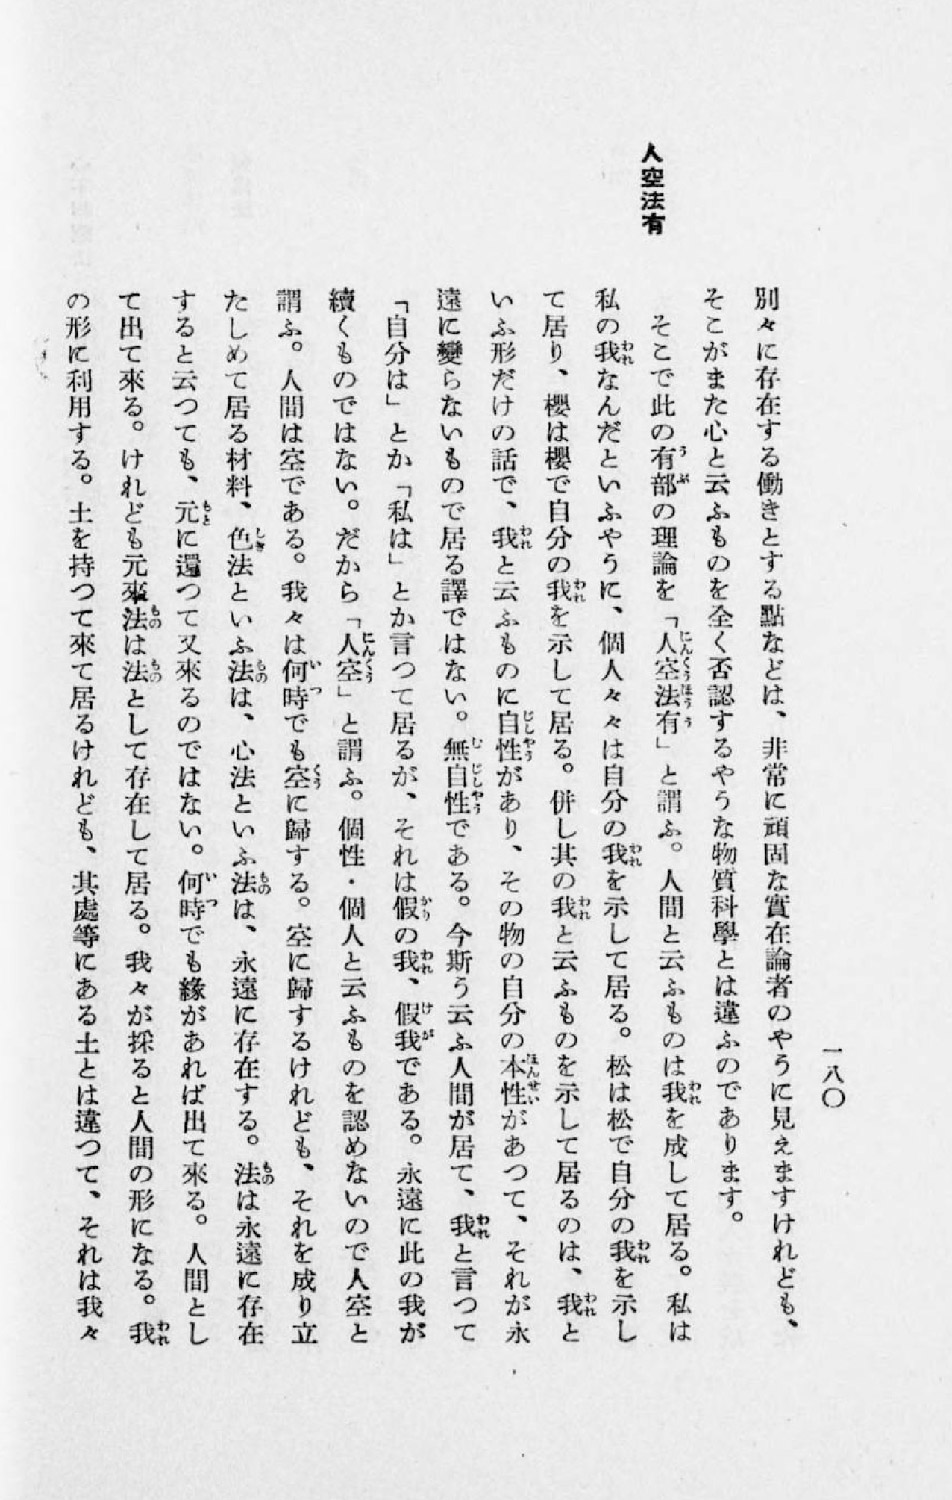 一八〇
人空法有
別々に存在する働きとする點などは、非常に頑固な實在論者のやうに見えますけれども、
そこがまた心と云ふものを全く否認するやうな物質科學とは違ふのであります。
そこで此の有部の理論を「人空法有」と謂ふ。人間と云ふものは我を成して居る。私は
私の我なんだといふやうに、個人々々は自分の我を示して居る。松は松で自分の我を示し
て居り、櫻は櫻で自分の我を示して居る。併し其の我と云ふものを示して居るのは、我と
いふ形だけの話で、我と云ふものに自性があり、その物の自分の本性があつて、それが永
遠に變らないもので居る譯ではない。無自性である。今斯う云ふ人間が居て、我と言つて
「自分は」とか「私は」とか言つて居るが、それは假の我、假我である。永遠に此の我が
續くものではない。だから「人空」と謂ふ。個性・個人と云ふものを認めないので人空と
謂ふ。人間は空である。我々は何時でも空に歸する。空に歸するけれども、それを成り立
たしめて居る材料、色法といふ法は、心法といふ法は、永遠に存在する。法は永遠に存在
すると云つても、元に還つて又來るのではない。何時でも緣があれば出て來る。人間とし
て出て來る。けれども元來法は法として存在して居る。我々が採ると人間の形になる。我
の形に利用する。土を持つて來て居るけれども、其處等にある土とは違つて、それは我々